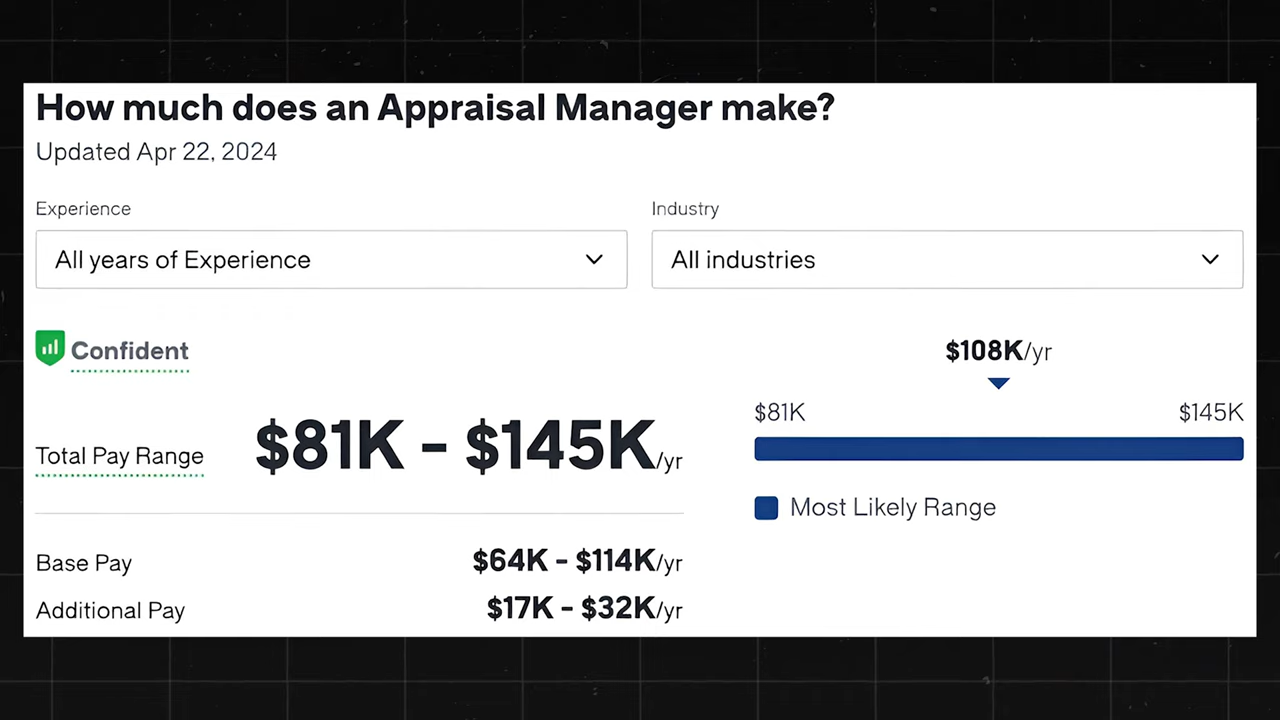 How much does an Appraisal Manager make?
Updated Apr 22, 2024
Experience
All years of Experience
Industry
All industries
Confident
Total Pay Range $81K - $145K/yr
Base Pay $64K - $114K/yr
Additional Pay $17K - $32K/yr
$108K/yr
$81K $145K
Most Likely Range